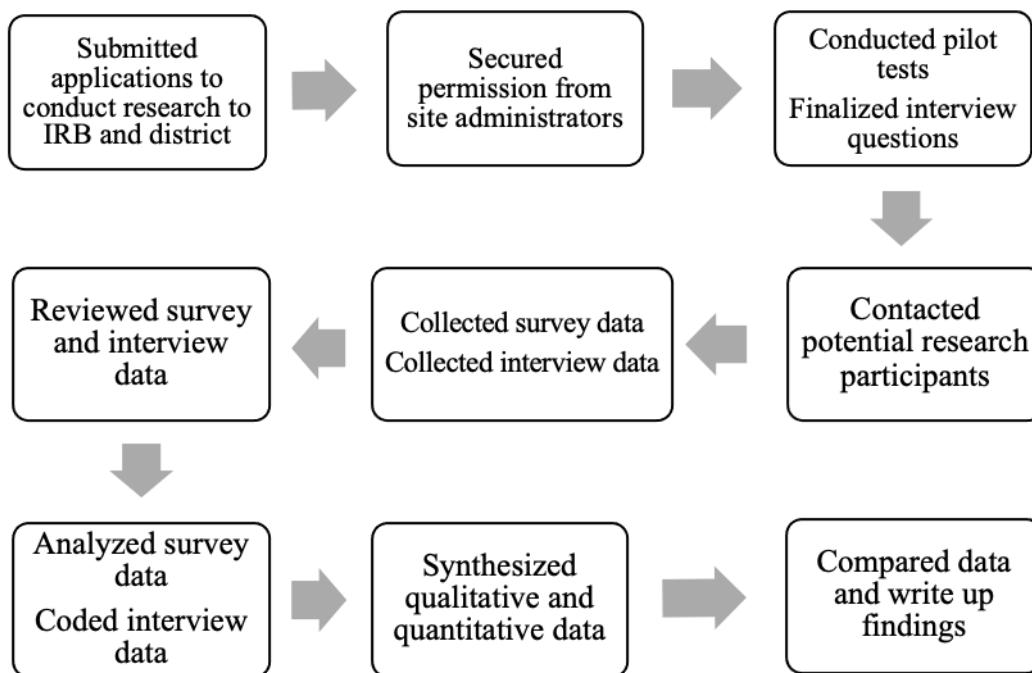 Submitted
applications to
conduct research to
IRB and district
Secured
permission from
site administrators
Conducted pilot
tests
Finalized interview
questions
Contacted
potential research
participants
Collected survey data
Collected interview data
Reviewed survey
and interview
data
Analyzed survey
data
Coded interview
data
Synthesized
qualitative and
quantitative data
Compared data
and write up
findings